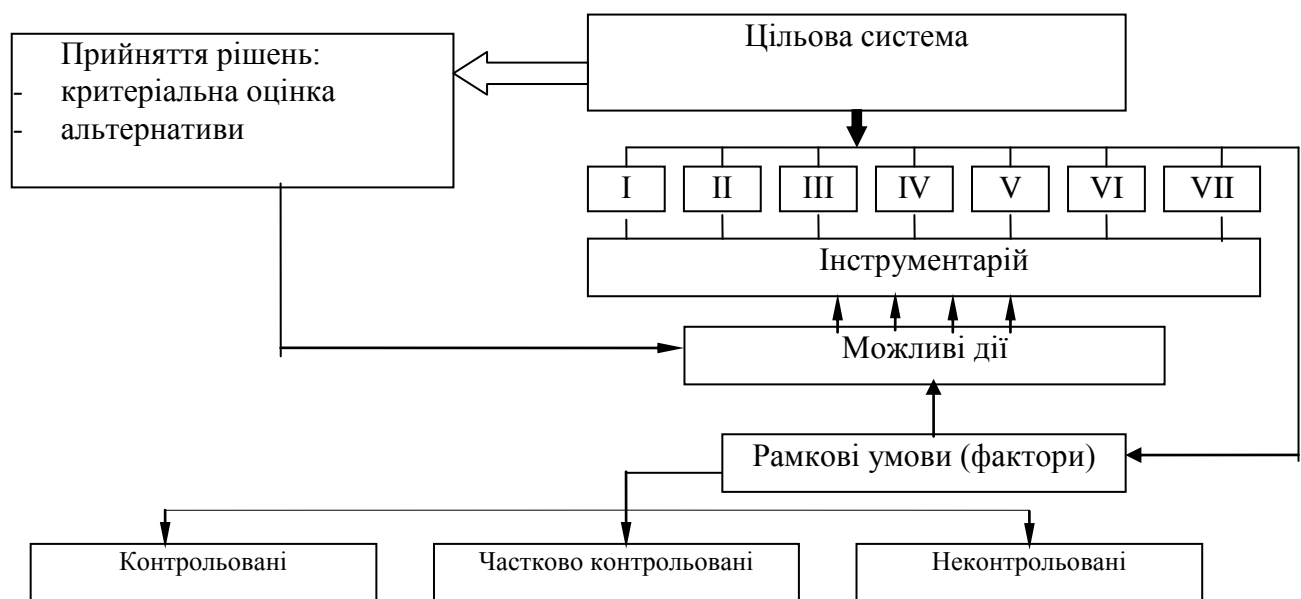 Цільова система
Прийняття рішень:
- критеріальна оцінка
- альтернативи
I II III IV V VI VII
Інструментарій
Можливі дії
Рамкові умови (фактори)
Контрольовані Частково контрольовані Неконтрольовані